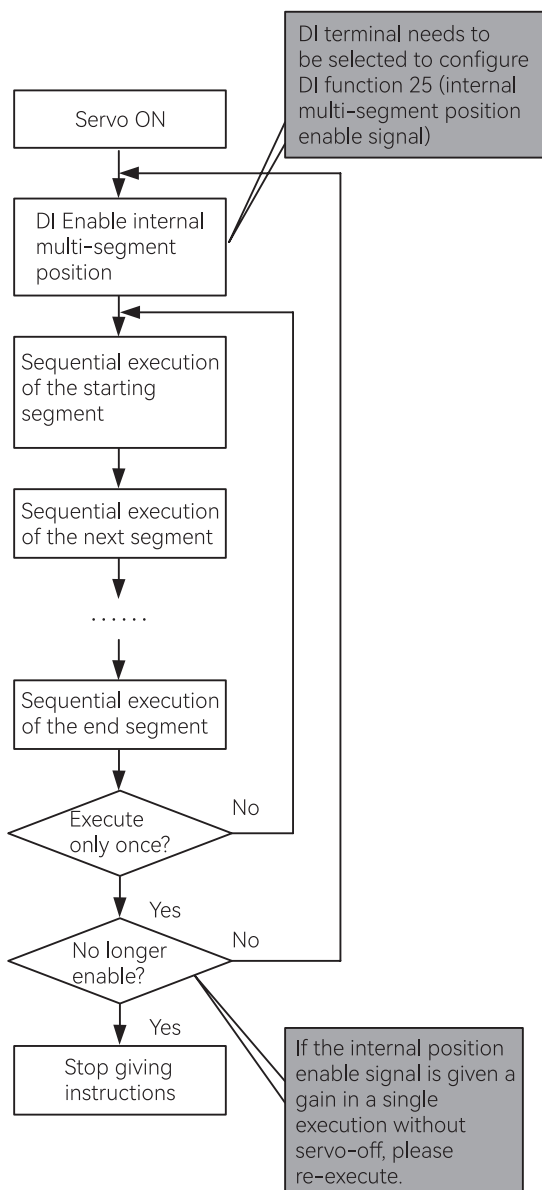 DI terminal needs to
be selected to configure
DI function 25 (internal
multi-segment position
enable signal)
Servo ON
DI Enable internal
multi-segment
position
Sequential execution
of the starting
segment
Sequential execution
of the next segment
······
Sequential execution
of the end segment
Execute
only once?
No
Yes
No longer
enable?
No
Yes
Stop giving
instructions
If the internal position
enable signal is given a
gain in a single
execution without
servo-off, please
re-execute.